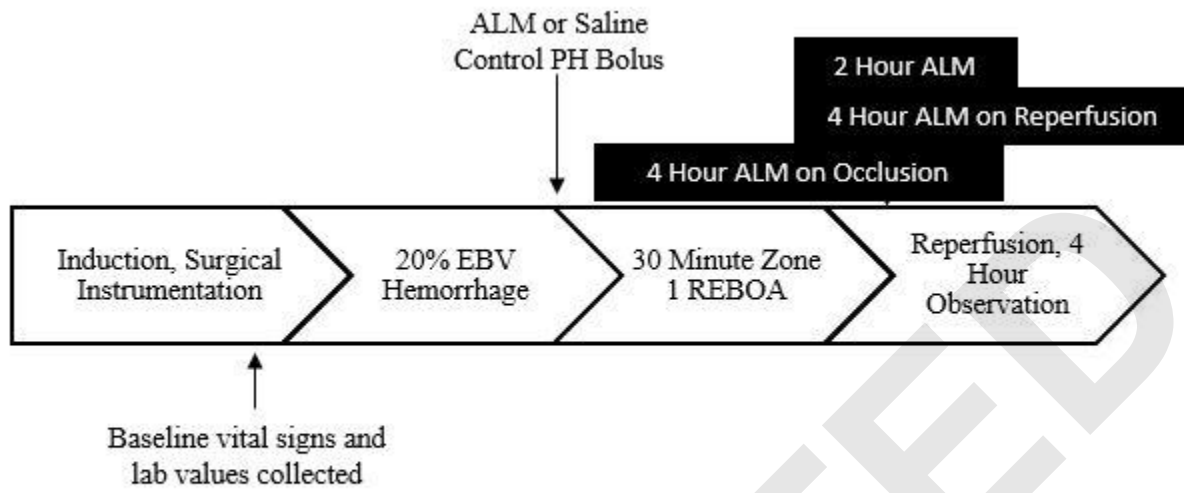 ALM or Saline
Control PH Bolus
2 Hour ALM
4 Hour ALM on Reperfusion
4 Hour ALM on Occlusion
Induction, Surgical
Instrumentation
20% EBV
Hemorrhage
30 Minute Zone
1 REBOA
Reperfusion, 4
Hour
Observation
Baseline vital signs and
lab values collected